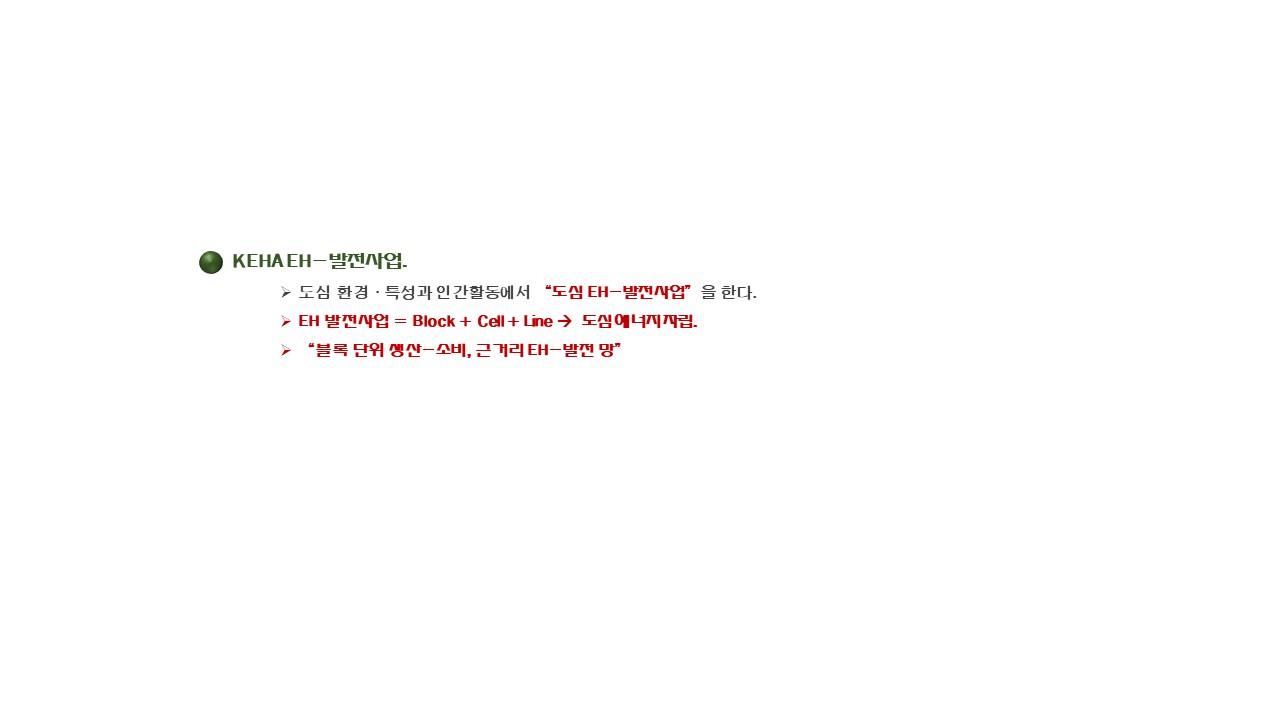 KEHA EH-발전사업.
➢ 도심 환경·특성과 인간활동에서 “도심 EH-발전사업” 을 한다.
➢ EH 발전사업 = Block + Cell + Line → 도심에너지자립.
➢ “블록 단위 생산-소비, 근거리 EH-발전 망”